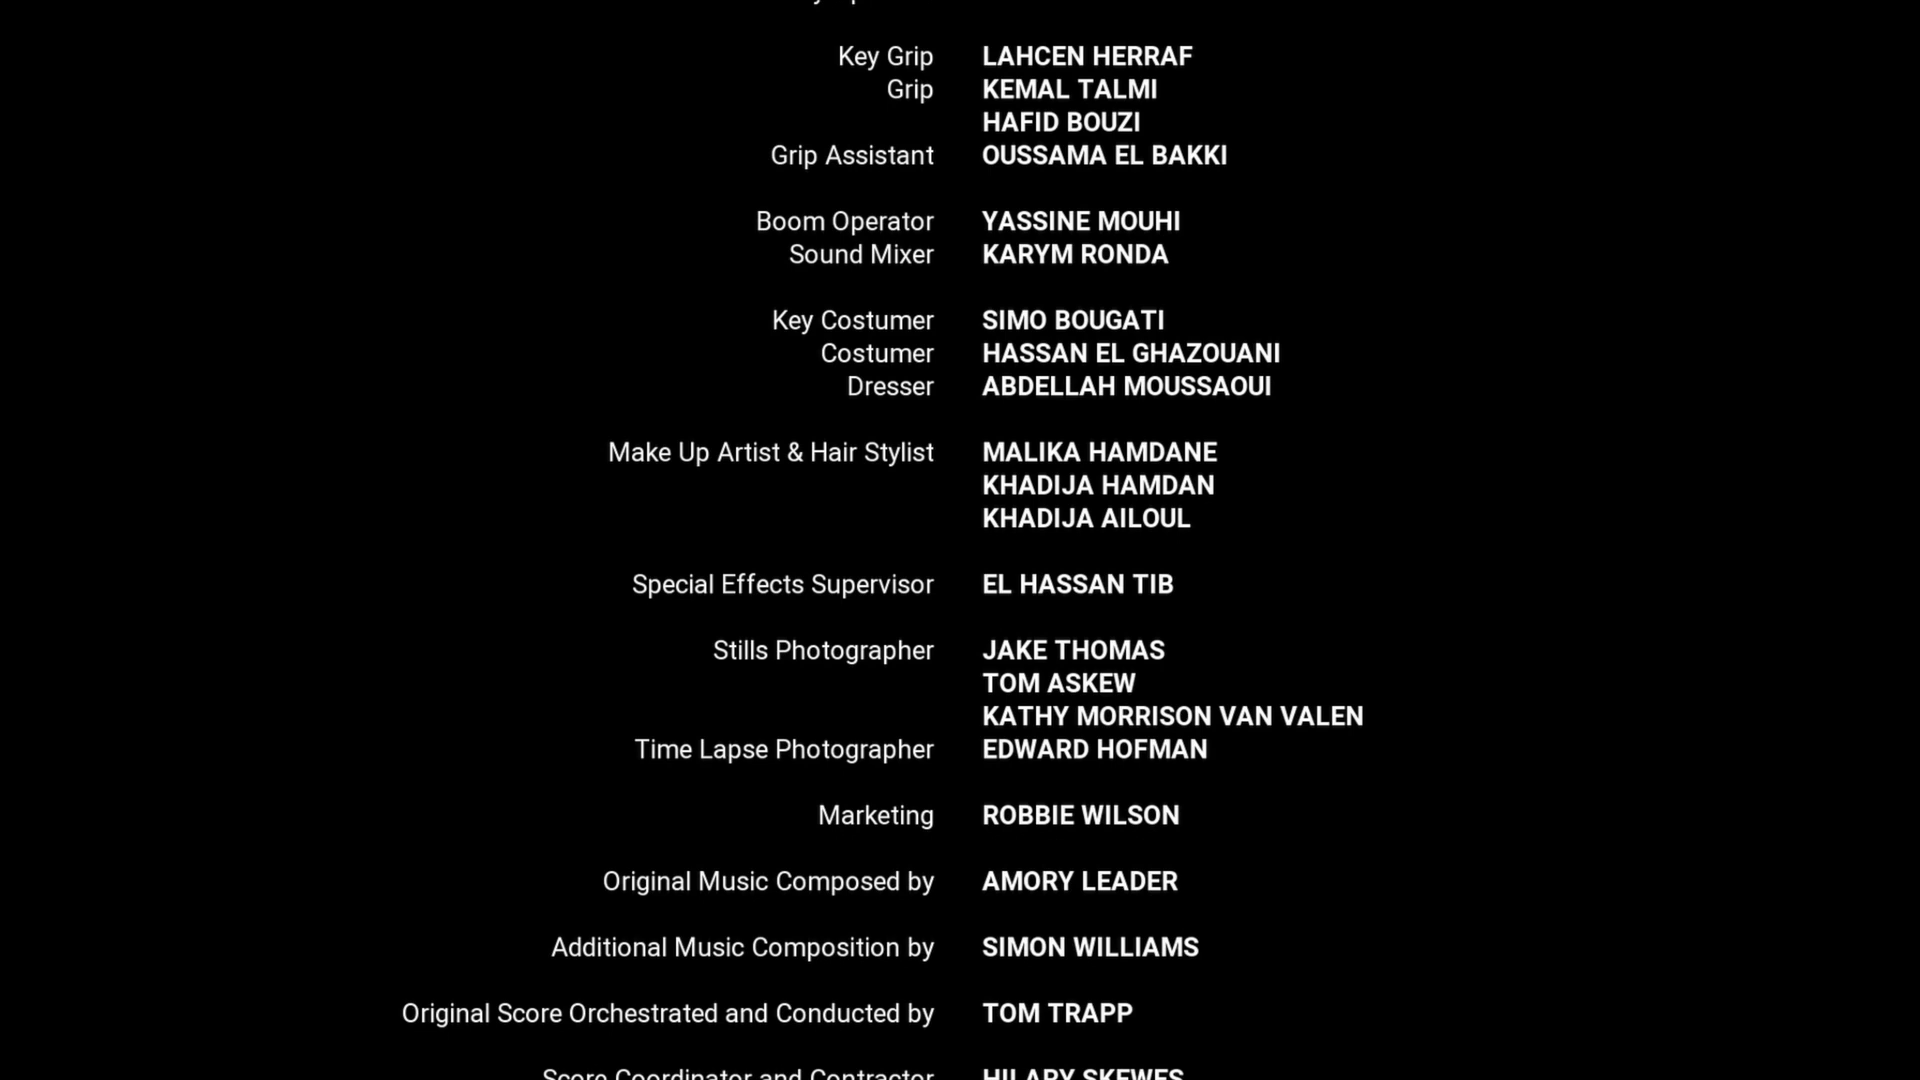 Key Grip LAHCEN HERRAF
Grip KEMAL TALMI
HAFID BOUZI
Grip Assistant OUSSAMA EL BAKKI
Boom Operator YASSINE MOUHI
Sound Mixer KARYM RONDA
Key Costumer SIMO BOUGATI
Costumer HASSAN EL GHAZOUANI
Dresser ABDELLAH MOUSSAOUI
Make Up Artist & Hair Stylist MALIKA HAMDANE
KHADIJA HAMDAN
KHADIJA AILOUL
Special Effects Supervisor EL HASSAN TIB
Stills Photographer JAKE THOMAS
TOM ASKEW
KATHY MORRISON VAN VALEN
Time Lapse Photographer EDWARD HOFMAN
Marketing ROBBIE WILSON
Original Music Composed by AMORY LEADER
Additional Music Composition by SIMON WILLIAMS
Original Score Orchestrated and Conducted by TOM TRAPP
Score Coordinator and Contractor HILARY SKEWES